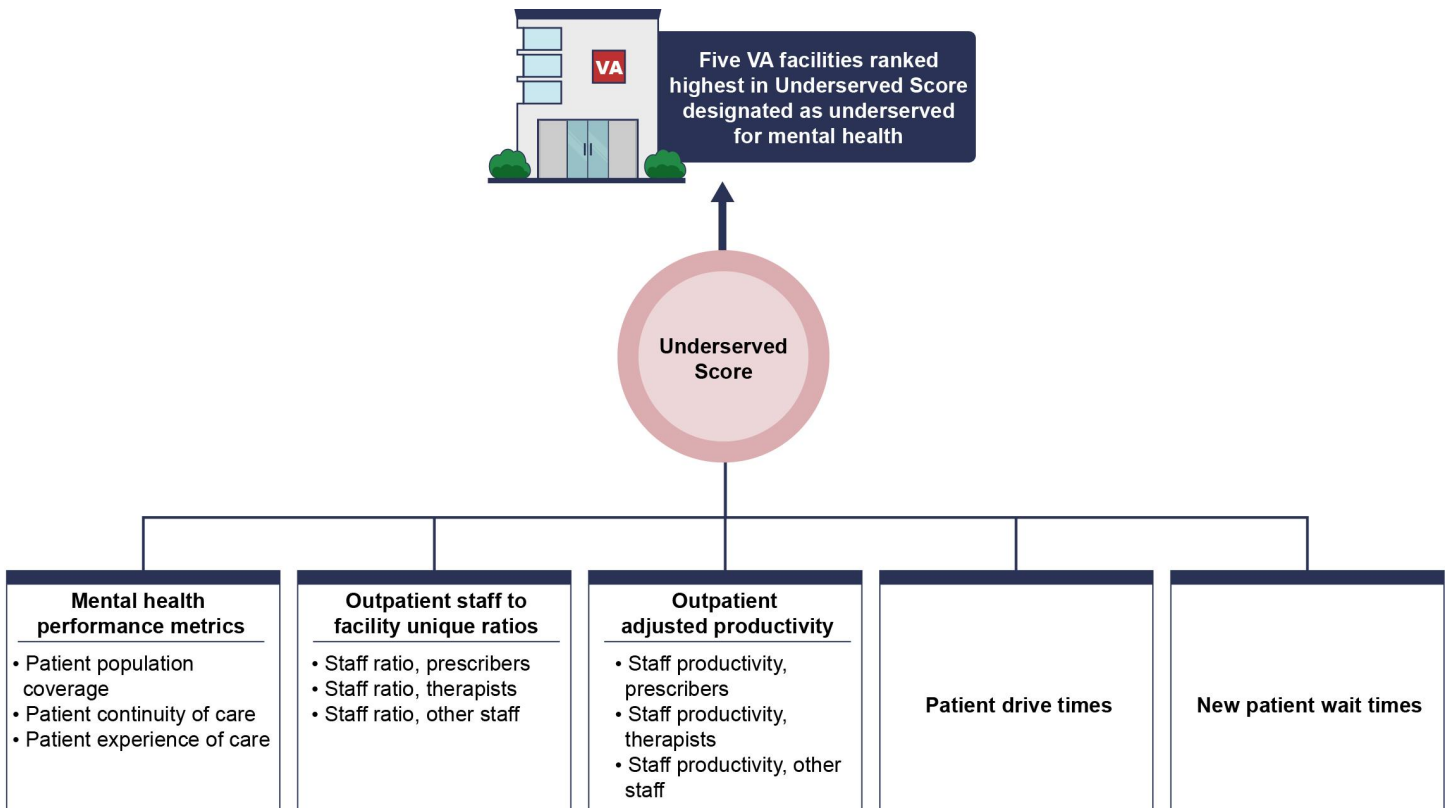 VA
Five VA facilities ranked
highest in Underserved Score
designated as underserved
for mental health
Underserved
Score
Mental health
performance metrics
• Patient population
coverage
• Patient continuity of care
• Patient experience of care
Outpatient staff to
facility unique ratios
• Staff ratio, prescribers
• Staff ratio, therapists
• Staff ratio, other staff
Outpatient
adjusted productivity
• Staff productivity,
prescribers
• Staff productivity,
therapists
• Staff productivity, other
staff
Patient drive times
New patient wait times